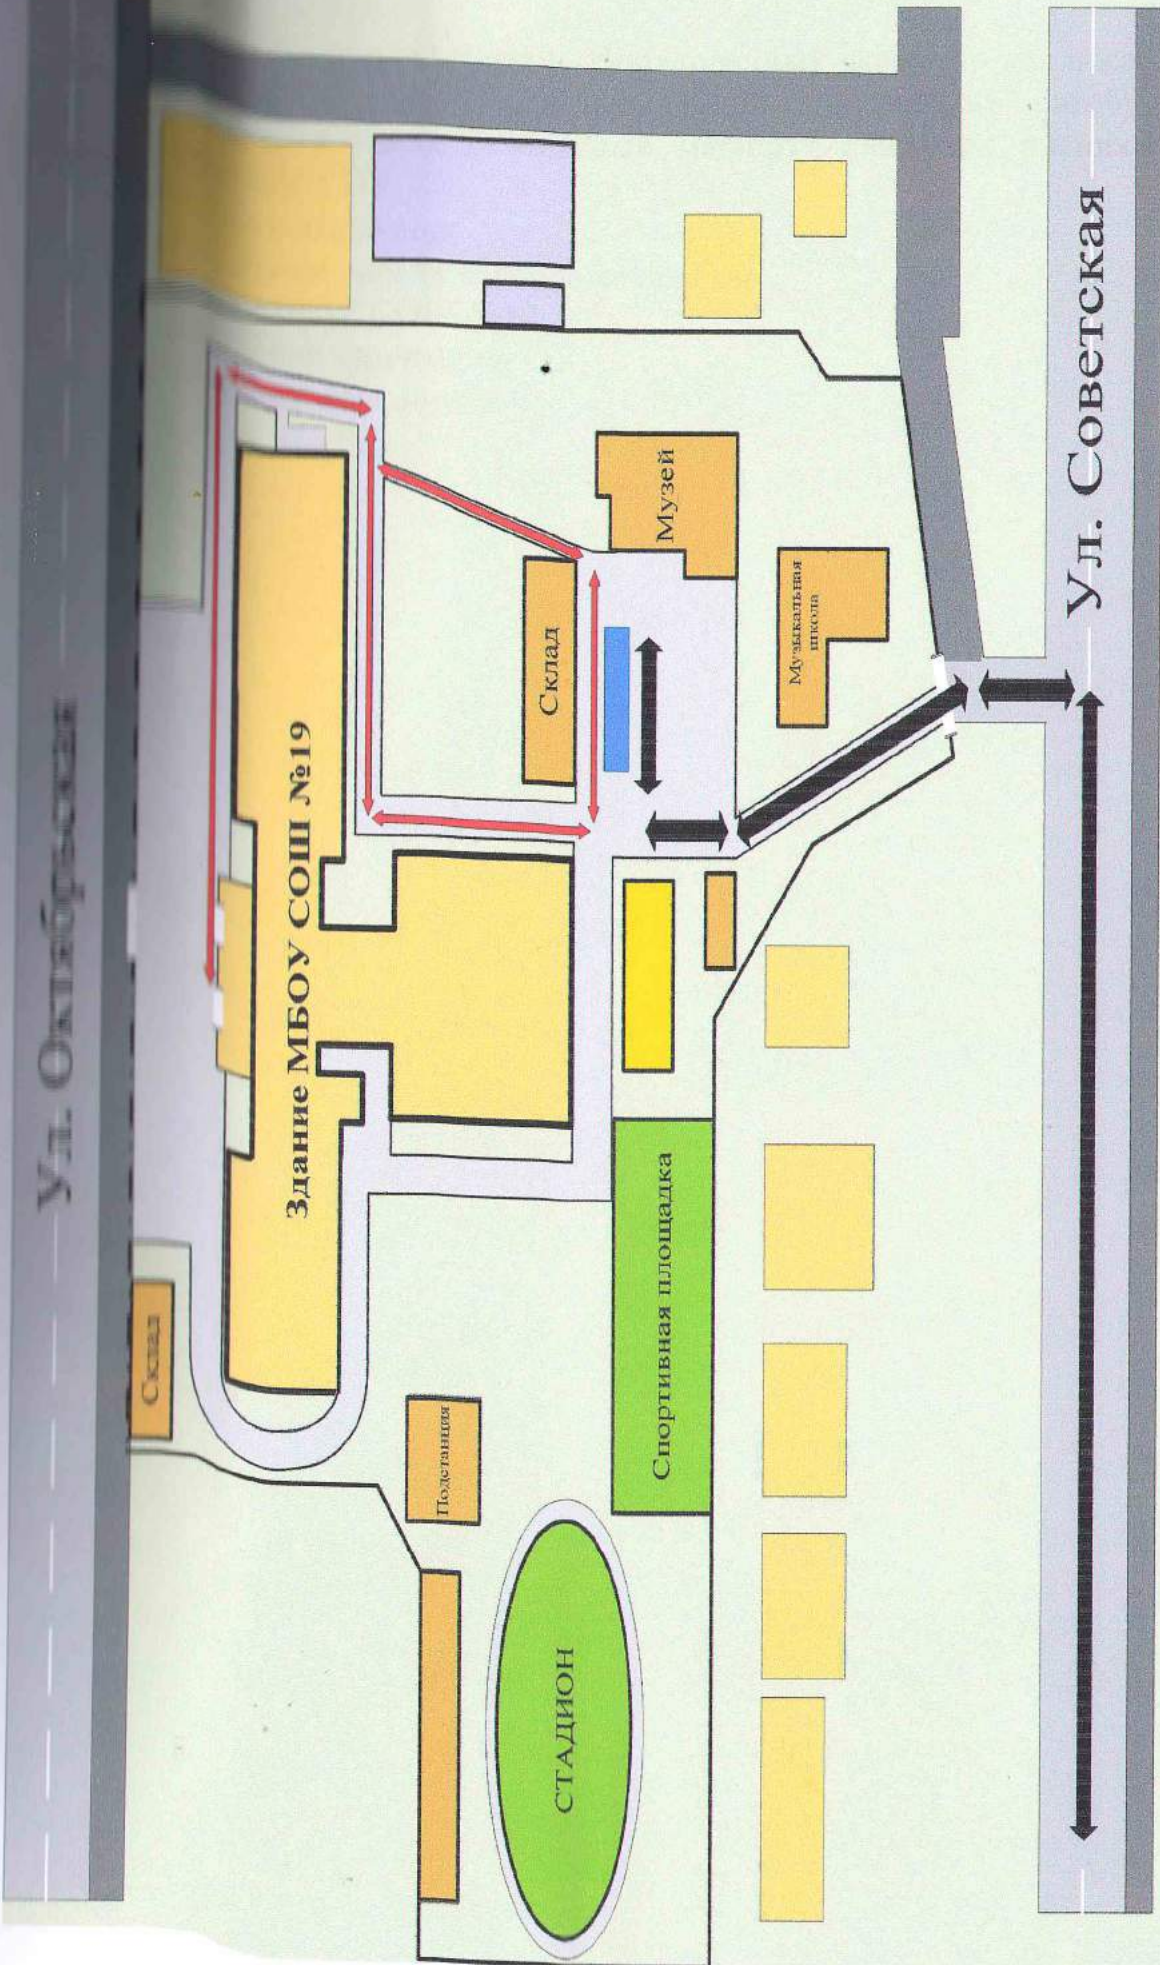 Ул. Октябрьская
Склад
Здание МБОУ СОШ №19
Подстанция
Склад
Музей
СТАДИОН
Спортивная площадка
Музыкальная
школа
Ул. Советская